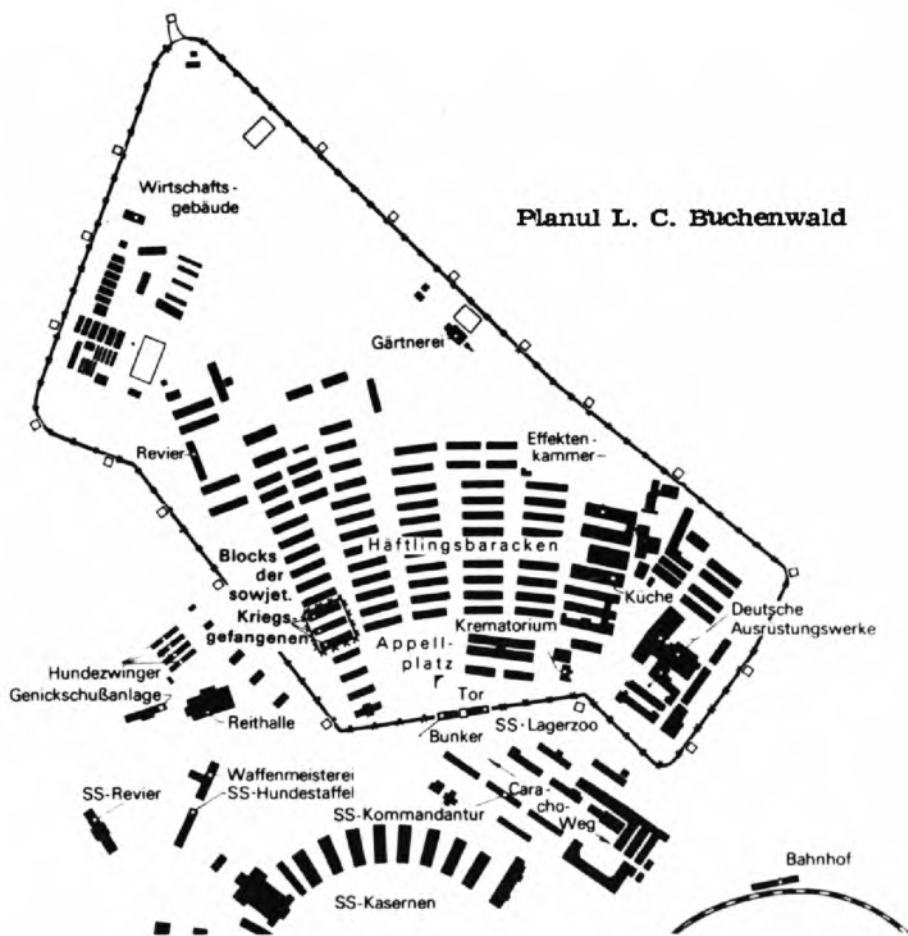 Wirtschafts-
gebäude
Planul L. C. Buchenwald
Gärtnerei
Revier
Effekten-
kammer
Häftlingsbaracken
Blocks
der
sowjet.
Kriegs-
gefangenen
Küche
Krematorium
Deutsche
Ausrüstungswerke
Appell-
platz
Hundezwinger
Genickschußanlage
Reithalle
Tor
Bunker
SS-Lagerzoo
Waffenmeisterei
SS-Hundestaffel
SS-Revier
SS-Kommandantur
Cara-
cho-
Weg
Bahnhof
SS-Kasernen